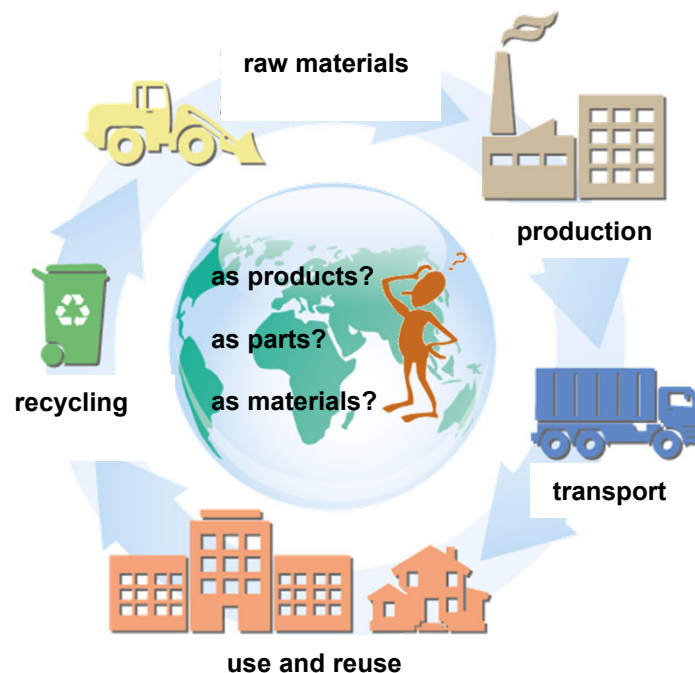 raw materials
production
as products?
?
as parts?
as materials?
recycling
transport
use and reuse